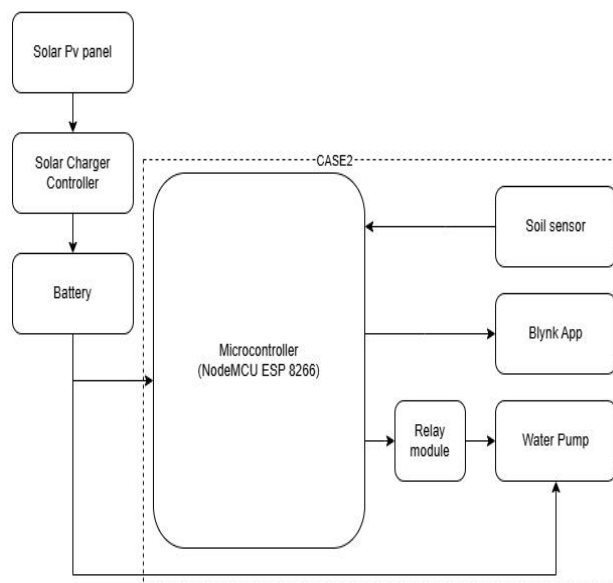 Solar Pv panel
Solar Charger
Controller
Battery
CASE2
Microcontroller
(NodeMCU ESP 8266)
Soil sensor
Blynk App
Relay
module
Water Pump